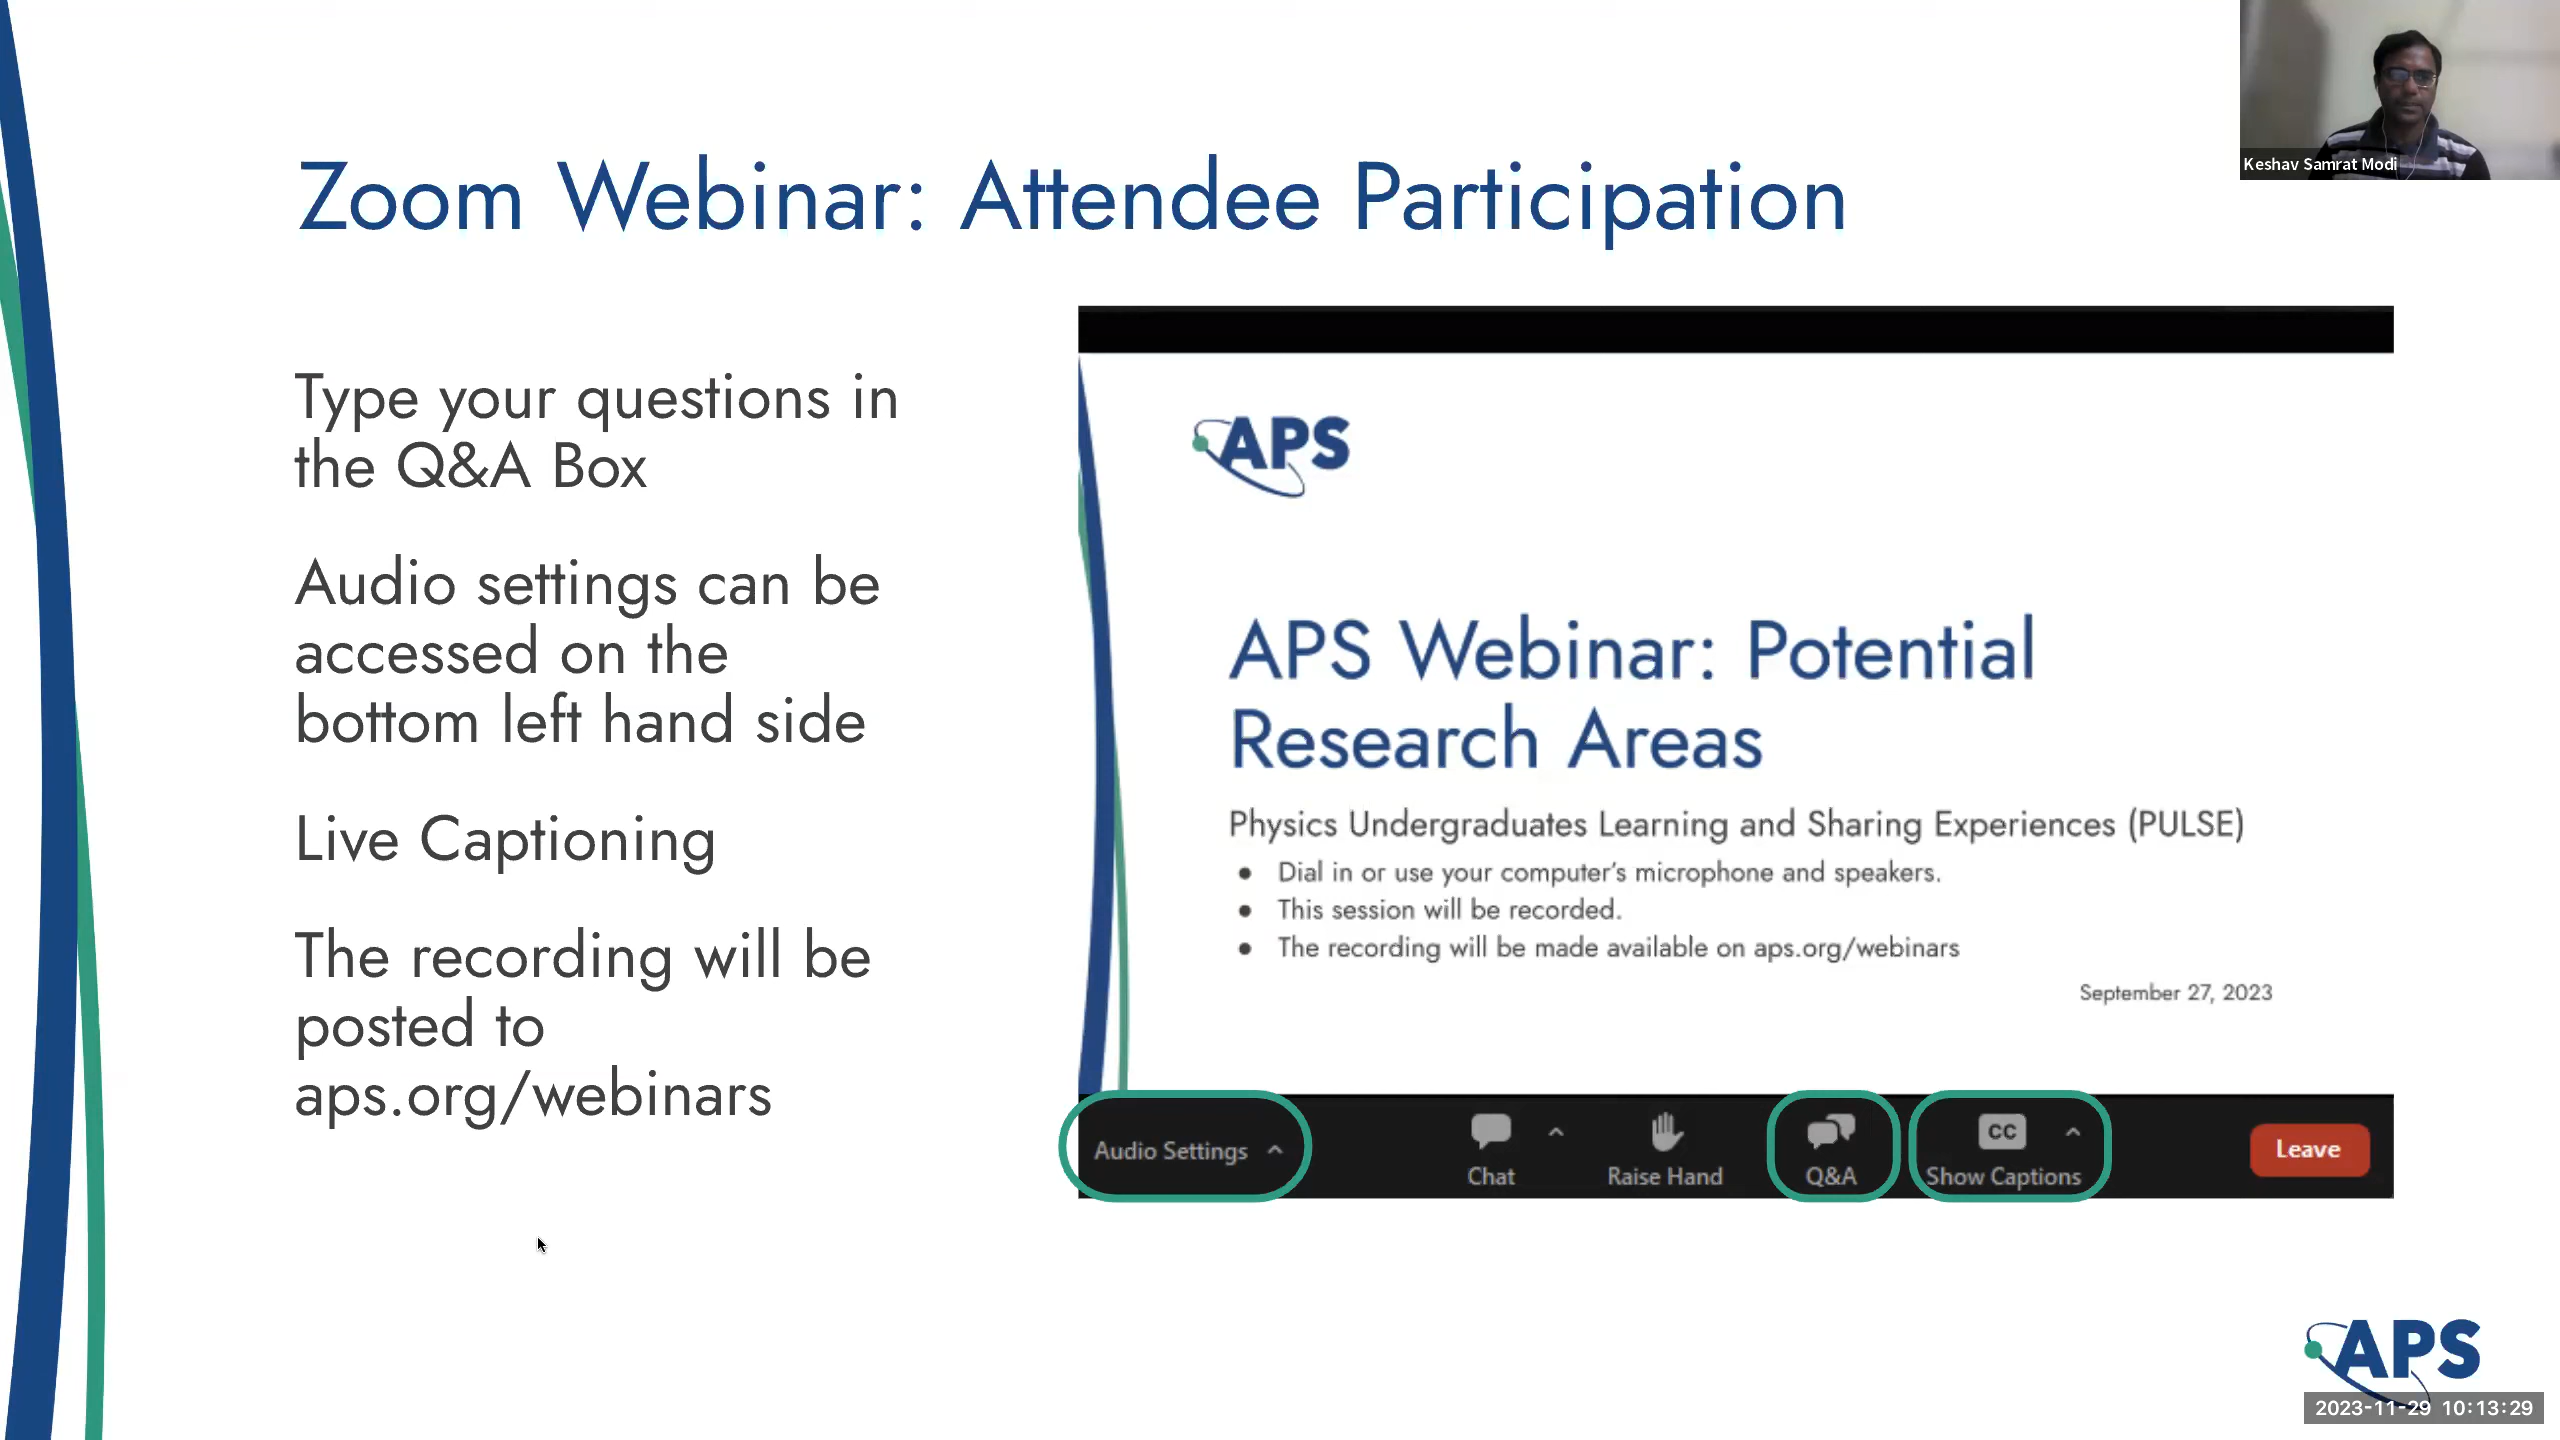 Keshav Samrat Modi
Zoom Webinar: Attendee Participation
Type your questions in
the Q&A Box
Audio settings can be
accessed on the
bottom left hand side
Live Captioning
The recording will be
posted to
aps.org/webinars
APS
APS Webinar: Potential
Research Areas
Physics Undergraduates Learning and Sharing Experiences (PULSE)
● Dial in or use your computer's microphone and speakers.
● This session will be recorded.
● The recording will be made available on aps.org/webinars
September 27, 2023
Audio Settings
Chat
Raise Hand
Q&A
CC
Show Captions
Leave
APS
2023-11-29 10:13:29